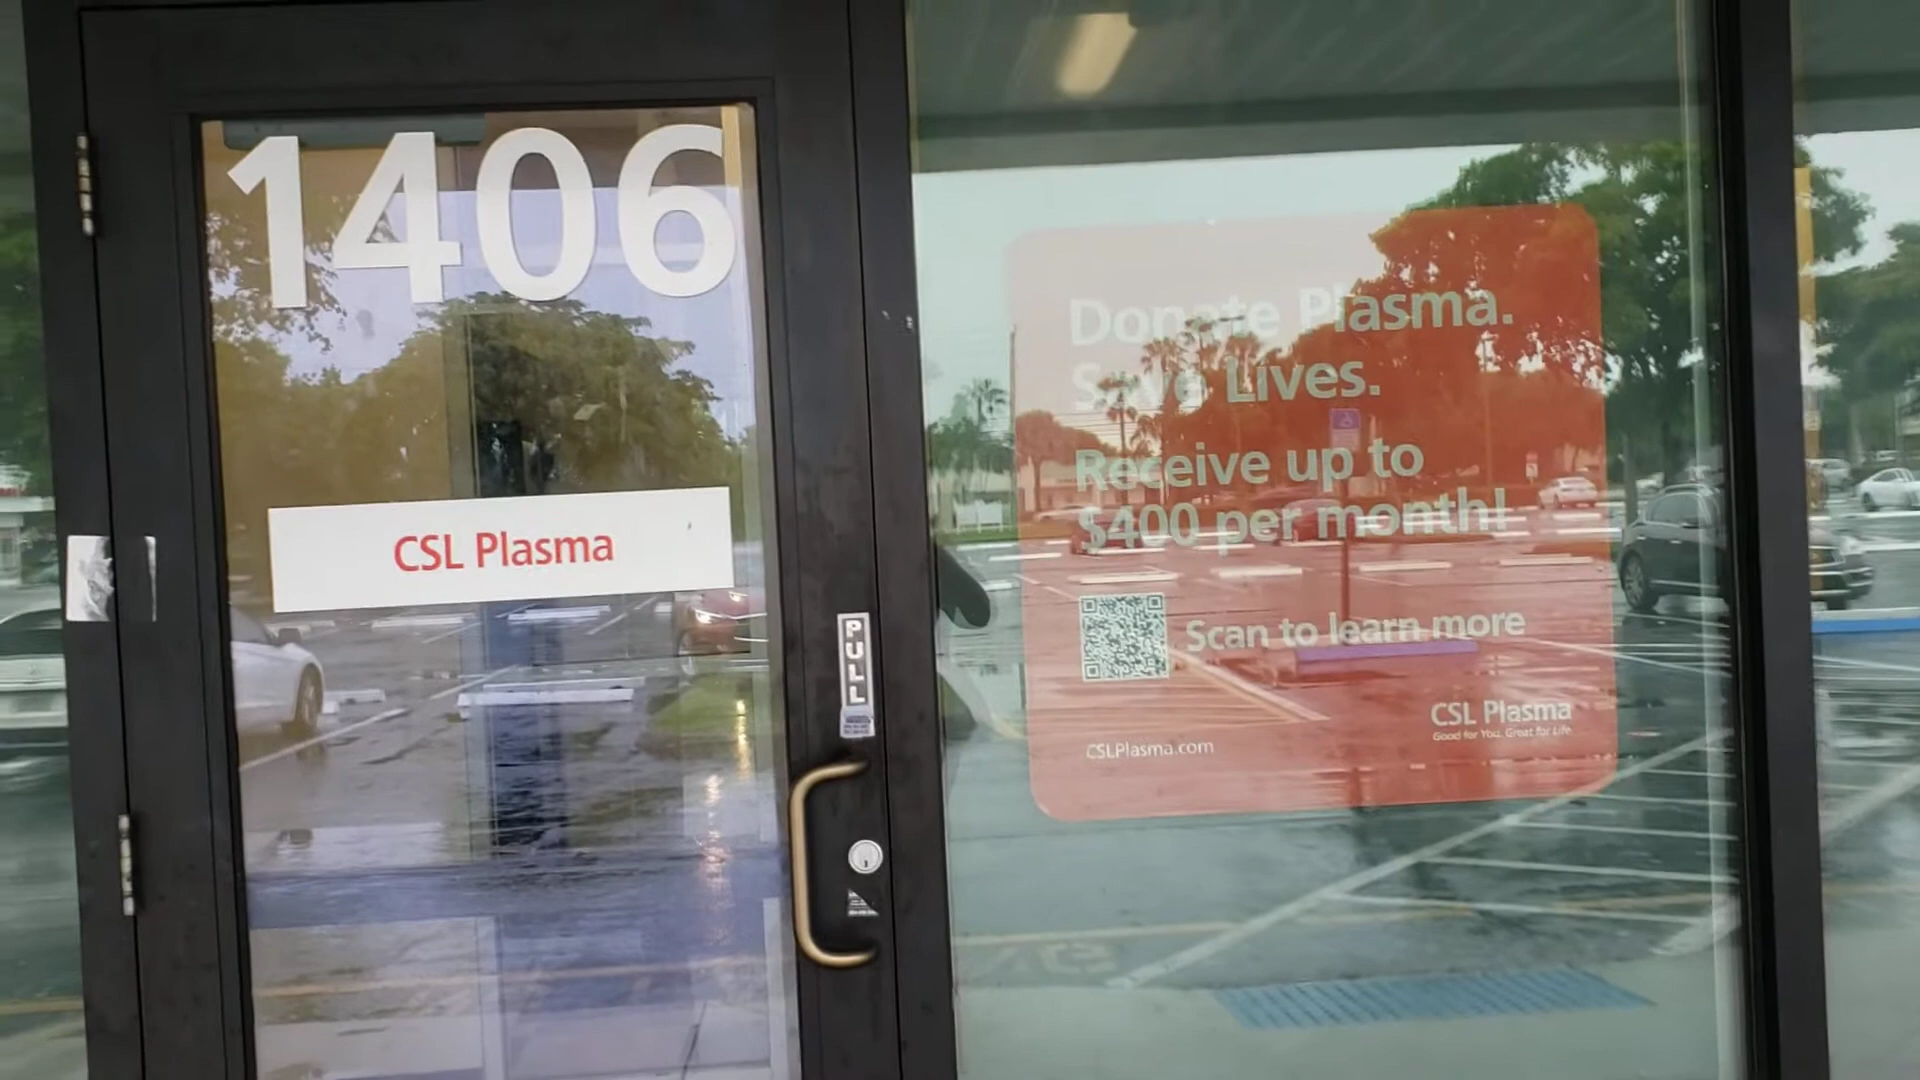 1406
CSL Plasma
PULL
Donate Plasma.
Save Lives.
Receive up to
$400 per month!
Scan to learn more
CSL Plasma
Good for You. Great for Life.
CSLPlasma.com